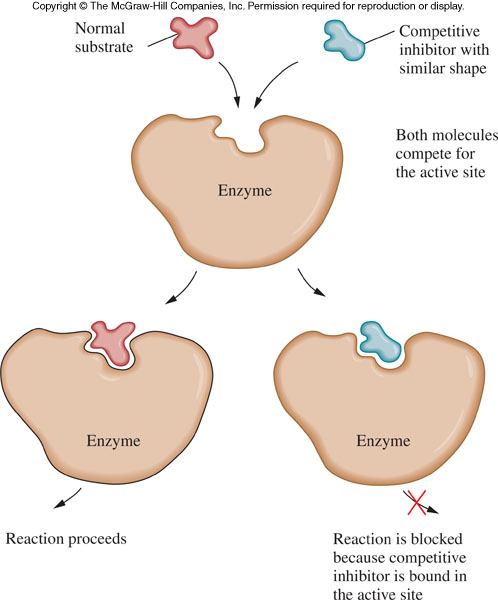 Copyright © The McGraw-Hill Companies, Inc. Permission required for reproduction or display.
Normal
substrate
Competitive
inhibitor with
similar shape
Both molecules
compete for
the active site
Enzyme
Enzyme
Enzyme
Reaction proceeds
Reaction is blocked
because competitive
inhibitor is bound in
the active site